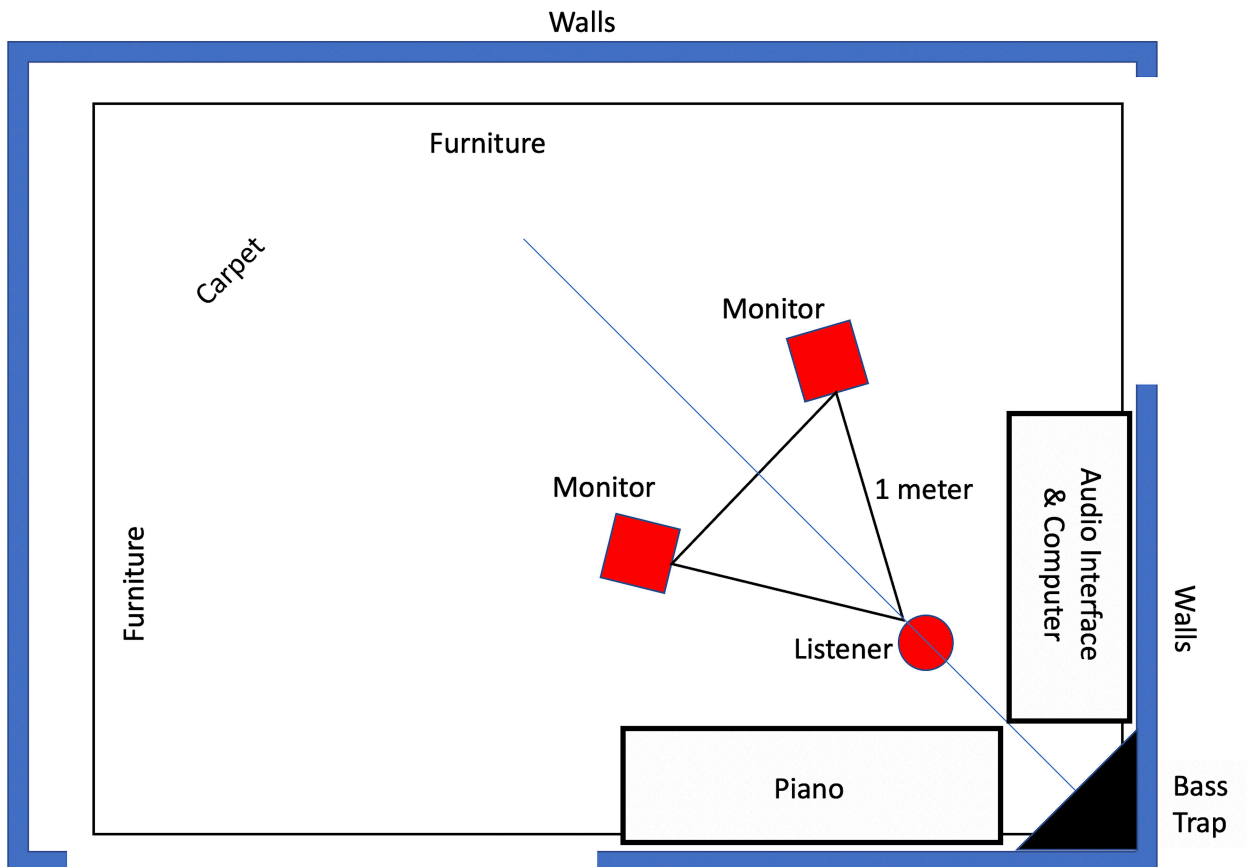 Walls
Furniture
Carpet
Monitor
Monitor
1 meter
Audio Interface
& Computer
Furniture
Walls
Listener
Piano
Bass
Trap